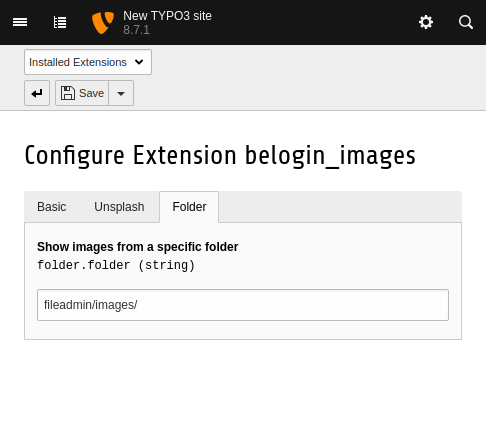 New TYPO3 site
8.7.1
Installed Extensions
Save
Configure Extension belogin_images
Basic Unsplash Folder
Show images from a specific folder
folder.folder (string)
fileadmin/images/